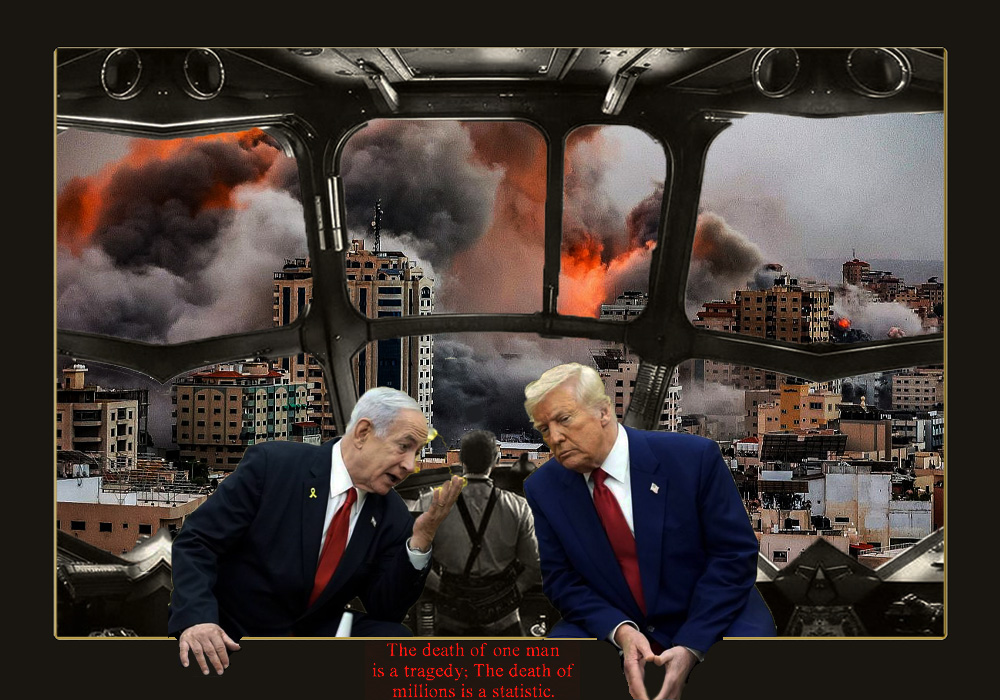 The death of one man
is a tragedy; The death of
millions is a statistic.